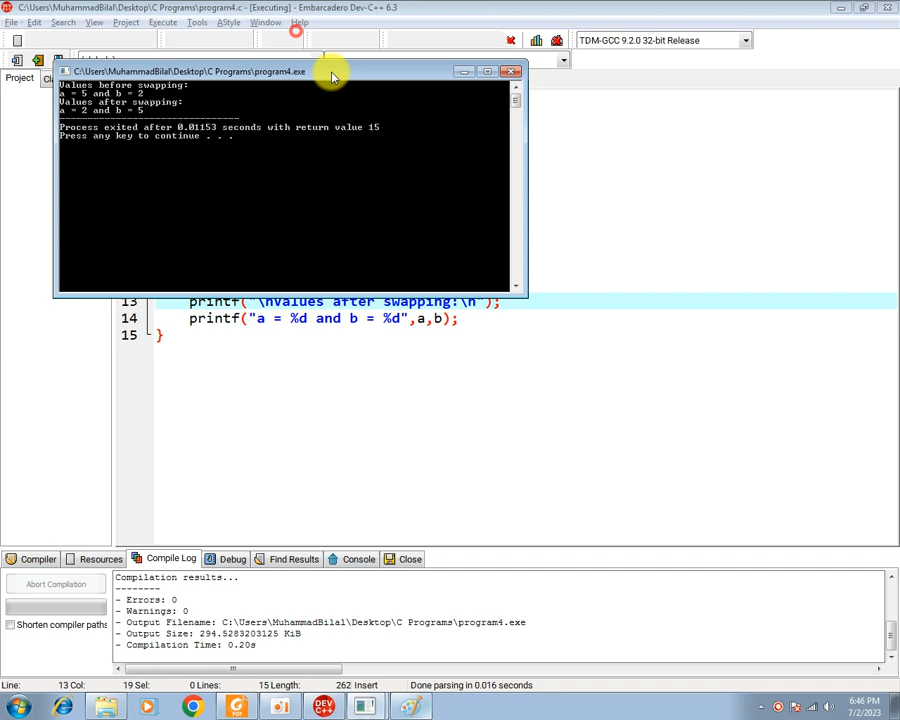 C:\Users\MuhammadBilal\Desktop\C Programs\program4.c - [Executing] - Embarcadero Dev-C++ 6.3
File Edit Search View Project Execute Tools AStyle Window Help
TDM-GCC 9.2.0 32-bit Release
Project
C:\Users\MuhammadBilal\Desktop\C Programs\program4.exe
Values before swapping:
a = 5 and b = 2
Values after swapping:
a = 2 and b = 5
--------------------------------
Process exited after 0.01153 seconds with return value 15
Press any key to continue . . .
13 printf("\nValues after swapping:\n");
14 printf("a = %d and b = %d",a,b);
15 }
Compiler Resources Compile Log Debug Find Results Console Close
Abort Compilation
Shorten compiler paths
Compilation results...
--------
- Errors: 0
- Warnings: 0
- Output Filename: C:\Users\MuhammadBilal\Desktop\C Programs\program4.exe
- Output Size: 294.5283203125 KiB
- Compilation Time: 0.20s
Line: 13 Col: 19 Sel: 0 Lines: 15 Length: 262 Insert Done parsing in 0.016 seconds
DEV C++
6:46 PM
7/2/2023